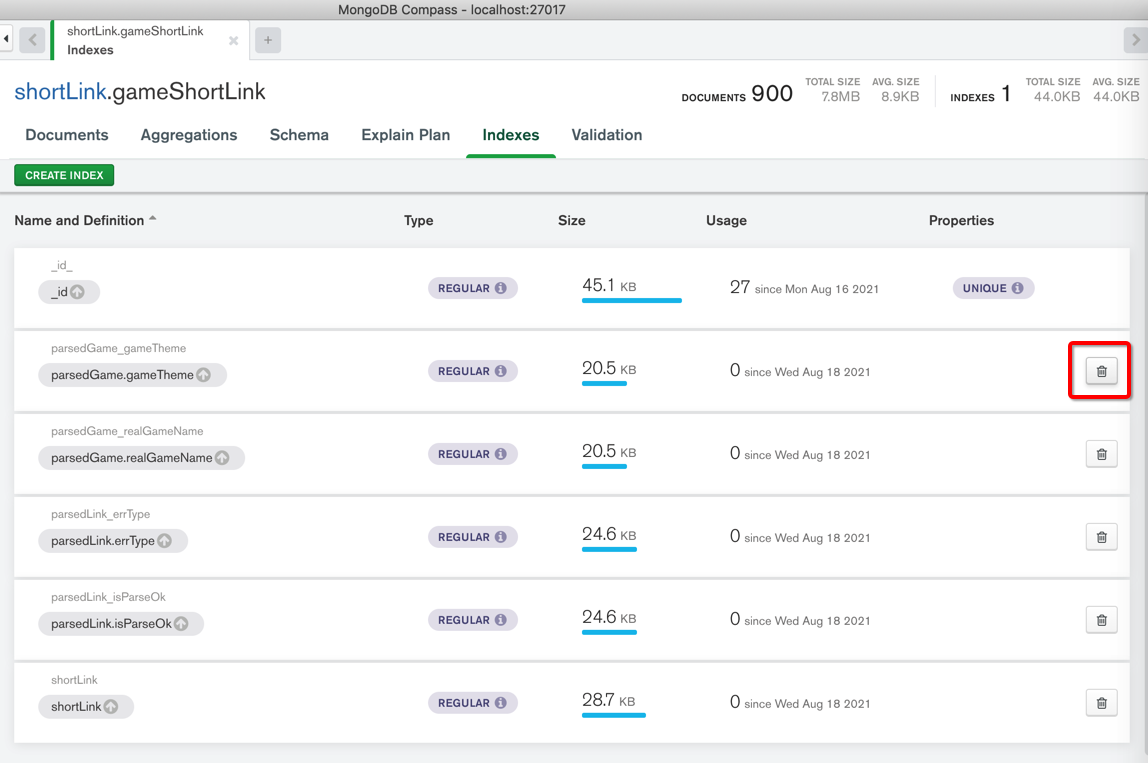 MongoDB Compass - localhost:27017
shortLink.gameShortLink
Indexes
shortLink.gameShortLink
DOCUMENTS 900 TOTAL SIZE 7.8MB AVG. SIZE 8.9KB INDEXES 1 TOTAL SIZE 44.0KB AVG. SIZE 44.0KB
Documents Aggregations Schema Explain Plan Indexes Validation
CREATE INDEX
Name and Definition Type Size Usage Properties
_id_
_id REGULAR 45.1 KB 27 since Mon Aug 16 2021 UNIQUE
parsedGame_gameTheme
parsedGame.gameTheme REGULAR 20.5 KB 0 since Wed Aug 18 2021
parsedGame_realGameName
parsedGame.realGameName REGULAR 20.5 KB 0 since Wed Aug 18 2021
parsedLink_errType
parsedLink.errType REGULAR 24.6 KB 0 since Wed Aug 18 2021
parsedLink_isParseOk
parsedLink.isParseOk REGULAR 24.6 KB 0 since Wed Aug 18 2021
shortLink
shortLink REGULAR 28.7 KB 0 since Wed Aug 18 2021